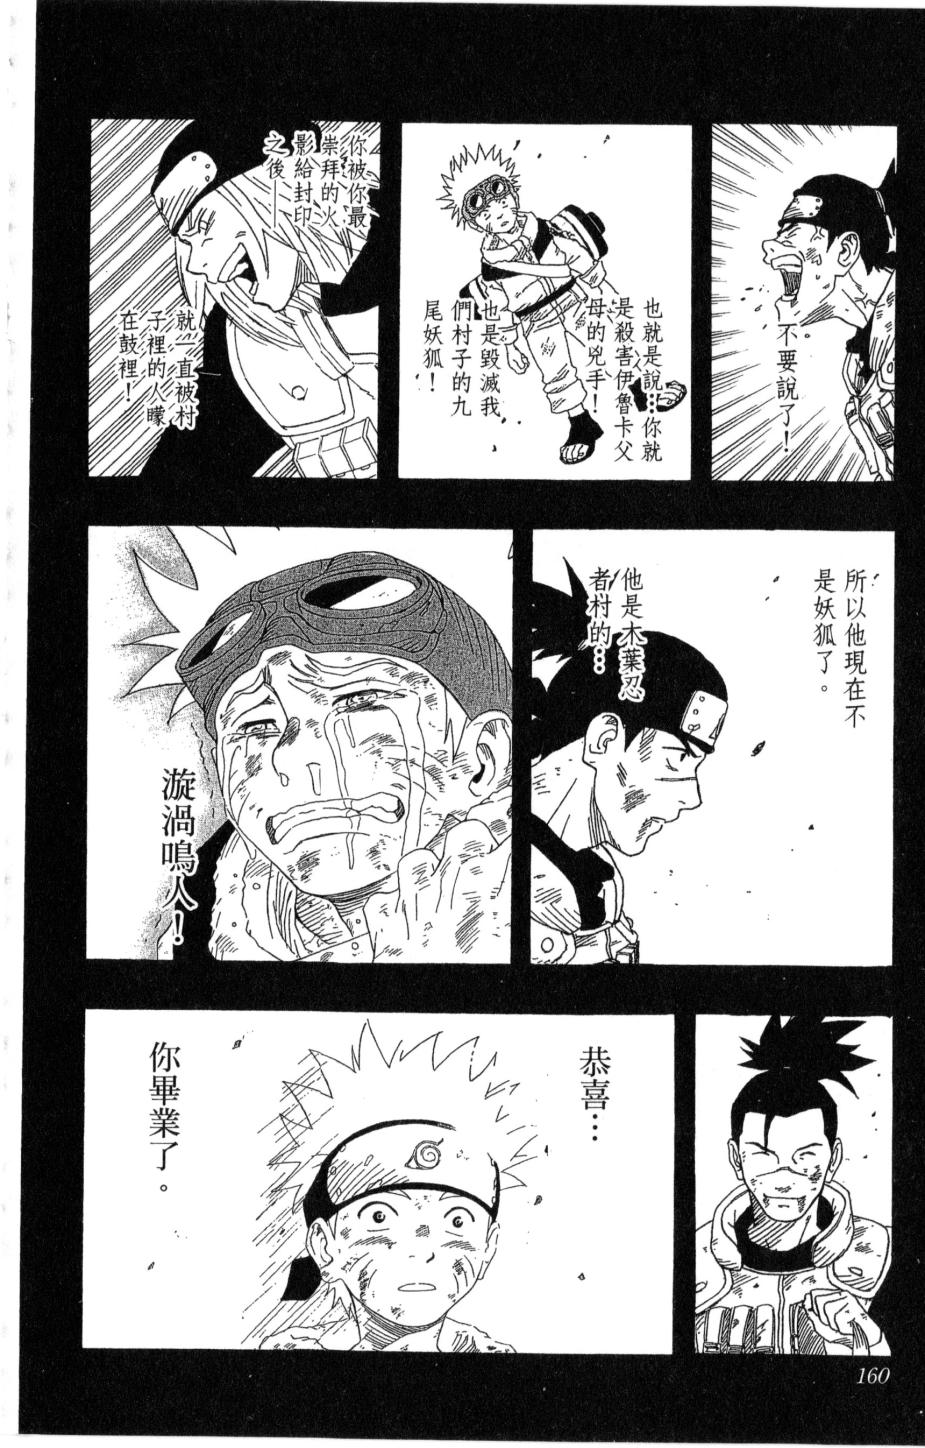 不要說了！
也就是說…你就
是殺害伊魯卡父
母的兇手！
也是毀滅我
們村子的九
尾妖狐！
你被你最
崇拜的火
影給封印
之後——
就一直被村
子裡的人矇
在鼓裡！
所以他現在不
是妖狐了。
他是木葉忍
者村的…
漩渦鳴人！
恭喜…
你畢業了。
160